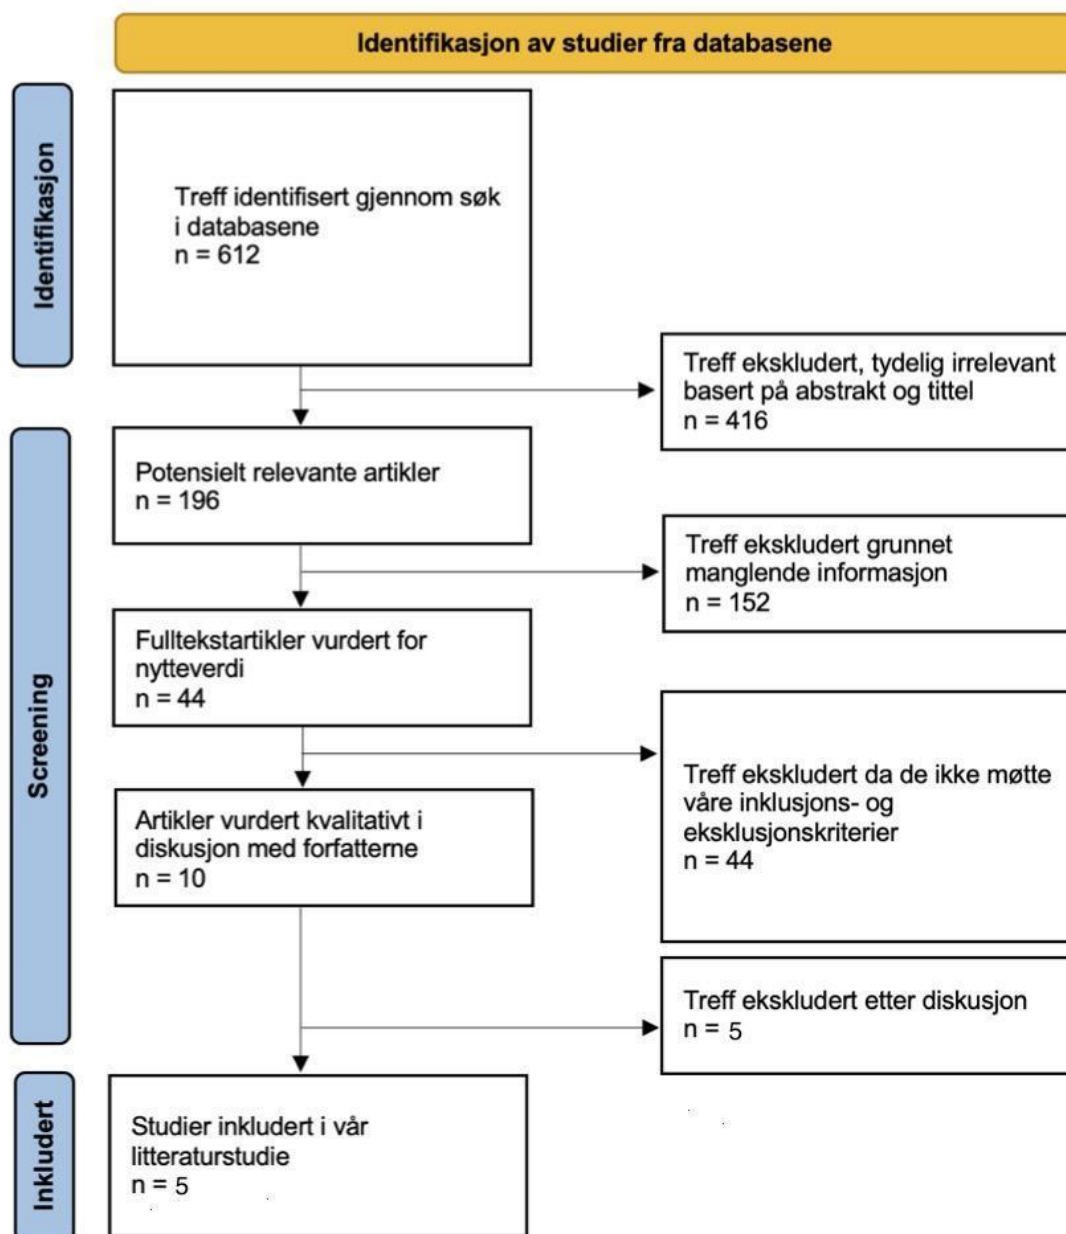 Identifikasjon av studier fra databasene
Identifikasjon
Treff identifisert gjennom søk
i databasene
n = 612
Treff ekskludert, tydelig irrelevant
basert på abstrakt og tittel
n = 416
Screening
Potensielt relevante artikler
n = 196
Treff ekskludert grunnet
manglende informasjon
n = 152
Fulltekstartikler vurdert for
nytteverdi
n = 44
Treff ekskludert da de ikke møtte
våre inklusjons- og
eksklusjonskriterier
n = 44
Artikler vurdert kvalitativt i
diskusjon med forfatterne
n = 10
Treff ekskludert etter diskusjon
n = 5
Inkludert
Studier inkludert i vår
litteraturstudie
n = 5